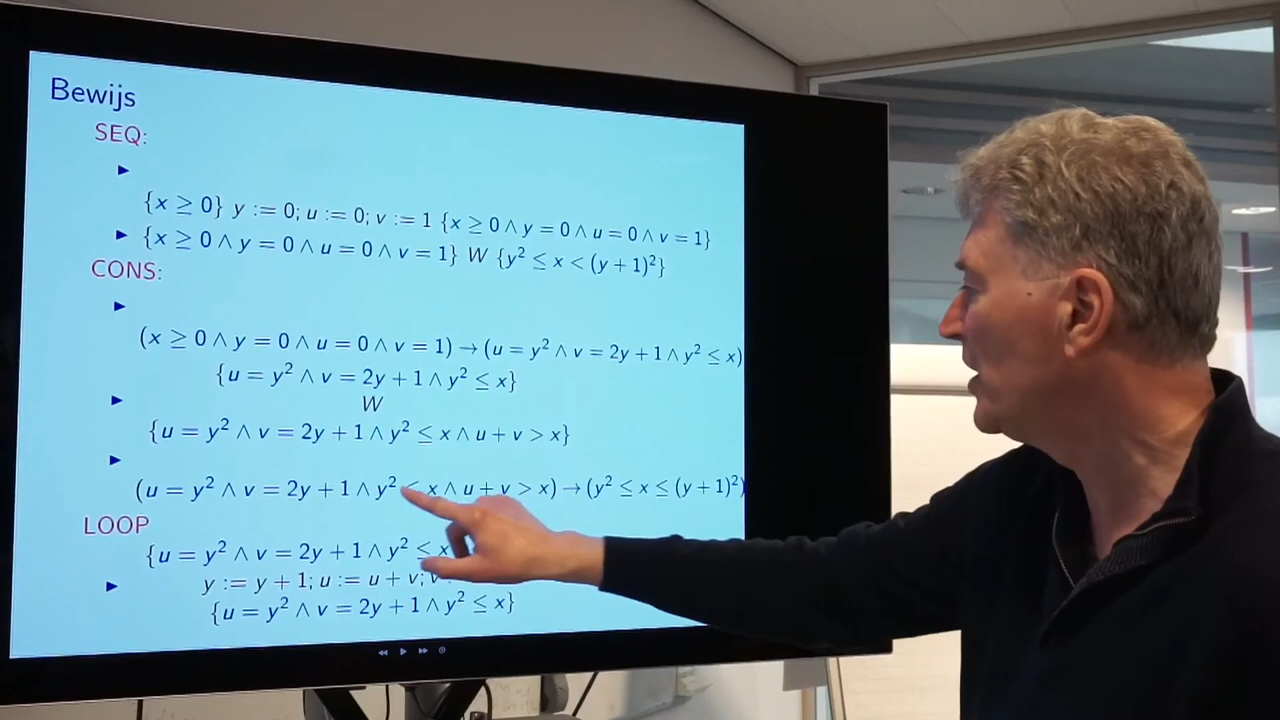 Bewijs
SEQ:
{x ≥ 0} y := 0; u := 0; v := 1 {x ≥ 0 ∧ y = 0 ∧ u = 0 ∧ v = 1}
{x ≥ 0 ∧ y = 0 ∧ u = 0 ∧ v = 1} W {y² ≤ x < (y + 1)²}
CONS:
(x ≥ 0 ∧ y = 0 ∧ u = 0 ∧ v = 1) → (u = y² ∧ v = 2y + 1 ∧ y² ≤ x)
{u = y² ∧ v = 2y + 1 ∧ y² ≤ x}
W
{u = y² ∧ v = 2y + 1 ∧ y² ≤ x ∧ u + v > x}
(u = y² ∧ v = 2y + 1 ∧ y² ≤ x ∧ u + v > x) → (y² ≤ x ≤ (y + 1)²)
LOOP
{u = y² ∧ v = 2y + 1 ∧ y² ≤ x
y := y + 1; u := u + v; v
{u = y² ∧ v = 2y + 1 ∧ y² ≤ x}